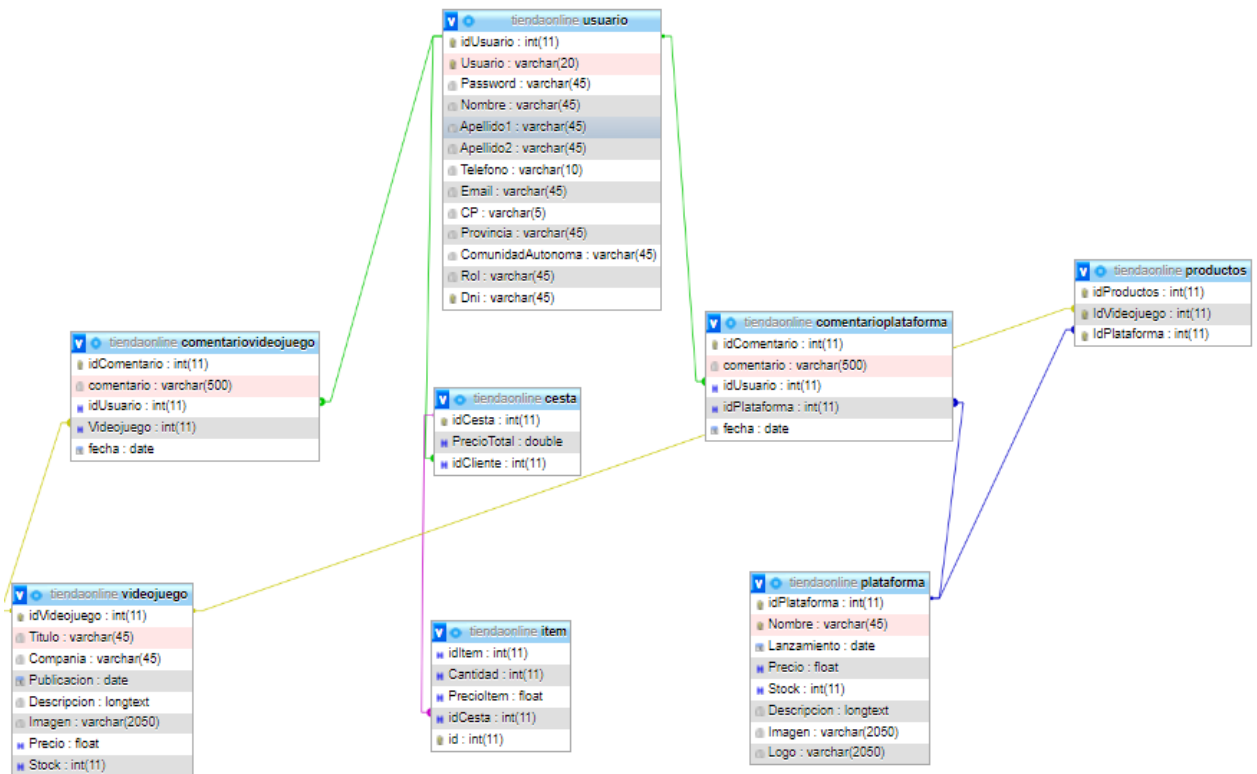 tiendaonline usuario
idUsuario : int(11)
Usuario : varchar(20)
Password : varchar(45)
Nombre : varchar(45)
Apellido1 : varchar(45)
Apellido2 : varchar(45)
Telefono : varchar(10)
Email : varchar(45)
CP : varchar(5)
Provincia : varchar(45)
ComunidadAutonoma : varchar(45)
Rol : varchar(45)
Dni : varchar(45)
tiendaonline productos
idProductos : int(11)
IdVideojuego : int(11)
IdPlataforma : int(11)
tiendaonline comentariovideojuego
idComentario : int(11)
comentario : varchar(500)
idUsuario : int(11)
Videojuego : int(11)
fecha : date
tiendaonline comentarioplataforma
idComentario : int(11)
comentario : varchar(500)
idUsuario : int(11)
idPlataforma : int(11)
fecha : date
tiendaonline cesta
idCesta : int(11)
PrecioTotal : double
idCliente : int(11)
tiendaonline videojuego
idVideojuego : int(11)
Titulo : varchar(45)
Compania : varchar(45)
Publicacion : date
Descripcion : longtext
Imagen : varchar(2050)
Precio : float
Stock : int(11)
tiendaonline item
idItem : int(11)
Cantidad : int(11)
PrecioItem : float
idCesta : int(11)
id : int(11)
tiendaonline plataforma
idPlataforma : int(11)
Nombre : varchar(45)
Lanzamiento : date
Precio : float
Stock : int(11)
Descripcion : longtext
Imagen : varchar(2050)
Logo : varchar(2050)